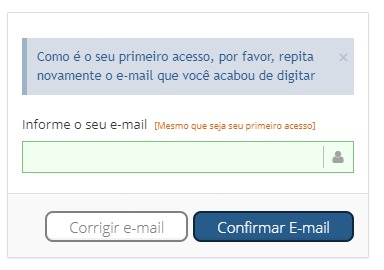 Como é o seu primeiro acesso, por favor, repita
novamente o e-mail que você acabou de digitar
×
Informe o seu e-mail [Mesmo que seja seu primeiro acesso]
Corrigir e-mail
Confirmar E-mail